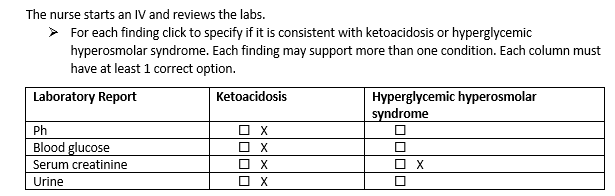 The nurse starts an IV and reviews the labs.
➢ For each finding click to specify if it is consistent with ketoacidosis or hyperglycemic
hyperosmolar syndrome. Each finding may support more than one condition. Each column must
have at least 1 correct option.
Laboratory Report Ketoacidosis Hyperglycemic hyperosmolar
syndrome
Ph ☐ X ☐
Blood glucose ☐ X ☐
Serum creatinine ☐ X ☐ X
Urine ☐ X ☐